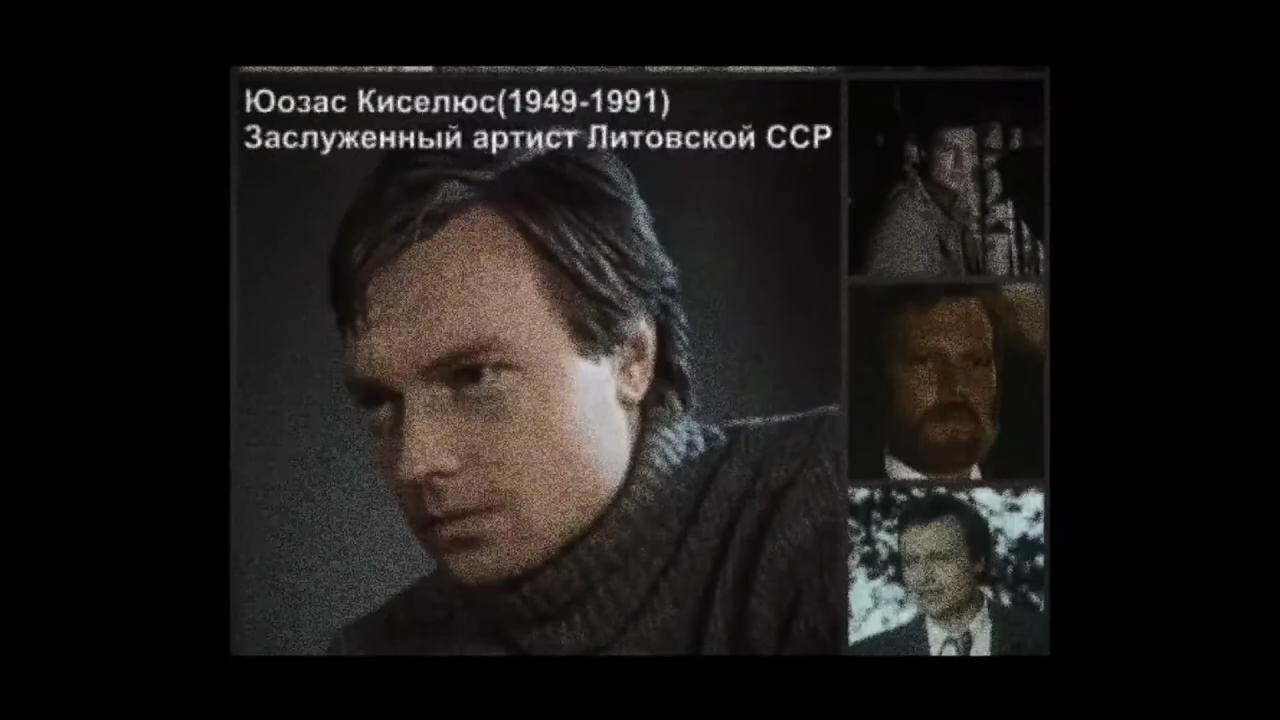 Юозас Киселюс(1949-1991)
Заслуженный артист Литовской ССР